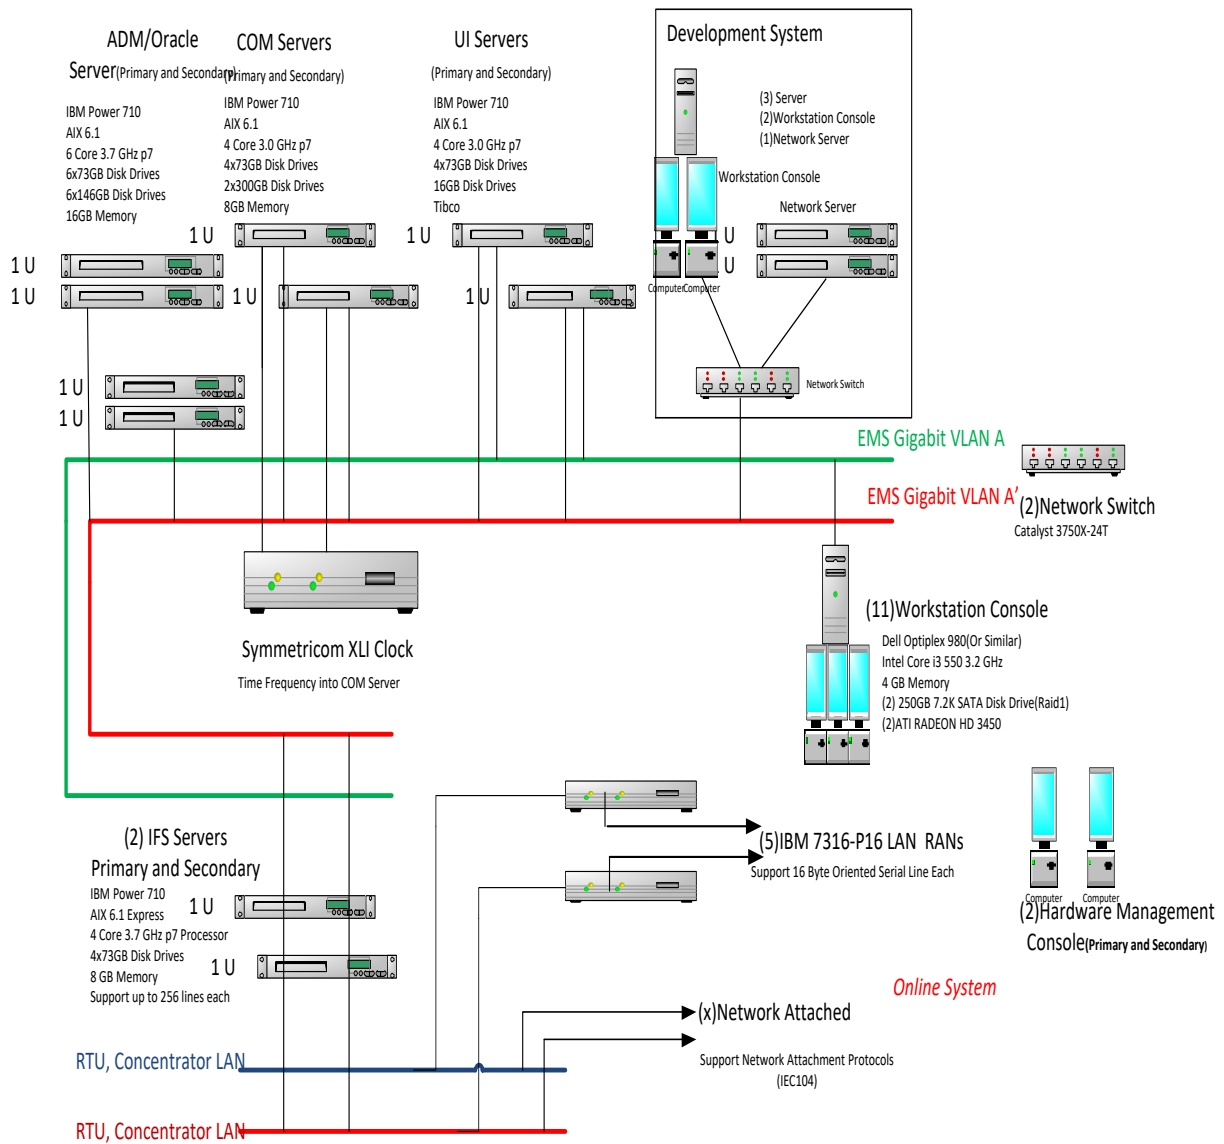 ADM/Oracle
Server(Primary and Secondary)
IBM Power 710
AIX 6.1
6 Core 3.7 GHz p7
6x73GB Disk Drives
6x146GB Disk Drives
16GB Memory
1 U
1 U
1 U
1 U
COM Servers
(Primary and Secondary)
IBM Power 710
AIX 6.1
4 Core 3.0 GHz p7
4x73GB Disk Drives
2x300GB Disk Drives
8GB Memory
1 U
1 U
UI Servers
(Primary and Secondary)
IBM Power 710
AIX 6.1
4 Core 3.0 GHz p7
4x73GB Disk Drives
16GB Disk Drives
Tibco
1 U
1 U
Development System
(3) Server
(2)Workstation Console
(1)Network Server
Workstation Console
Network Server
U
U
Computer
Computer
Network Switch
EMS Gigabit VLAN A
EMS Gigabit VLAN A’
(2)Network Switch
Catalyst 3750X-24T
Symmetricom XLI Clock
Time Frequency into COM Server
(11)Workstation Console
Dell Optiplex 980(Or Similar)
Intel Core i3 550 3.2 GHz
4 GB Memory
(2) 250GB 7.2K SATA Disk Drive(Raid1)
(2)ATI RADEON HD 3450
(2) IFS Servers
Primary and Secondary
IBM Power 710
AIX 6.1 Express
4 Core 3.7 GHz p7 Processor
4x73GB Disk Drives
8 GB Memory
Support up to 256 lines each
1 U
1 U
(5)IBM 7316-P16 LAN RANs
Support 16 Byte Oriented Serial Line Each
Computer
Computer
(2)Hardware Management
Console(Primary and Secondary)
Online System
(x)Network Attached
Support Network Attachment Protocols
(IEC104)
RTU, Concentrator LAN
RTU, Concentrator LAN